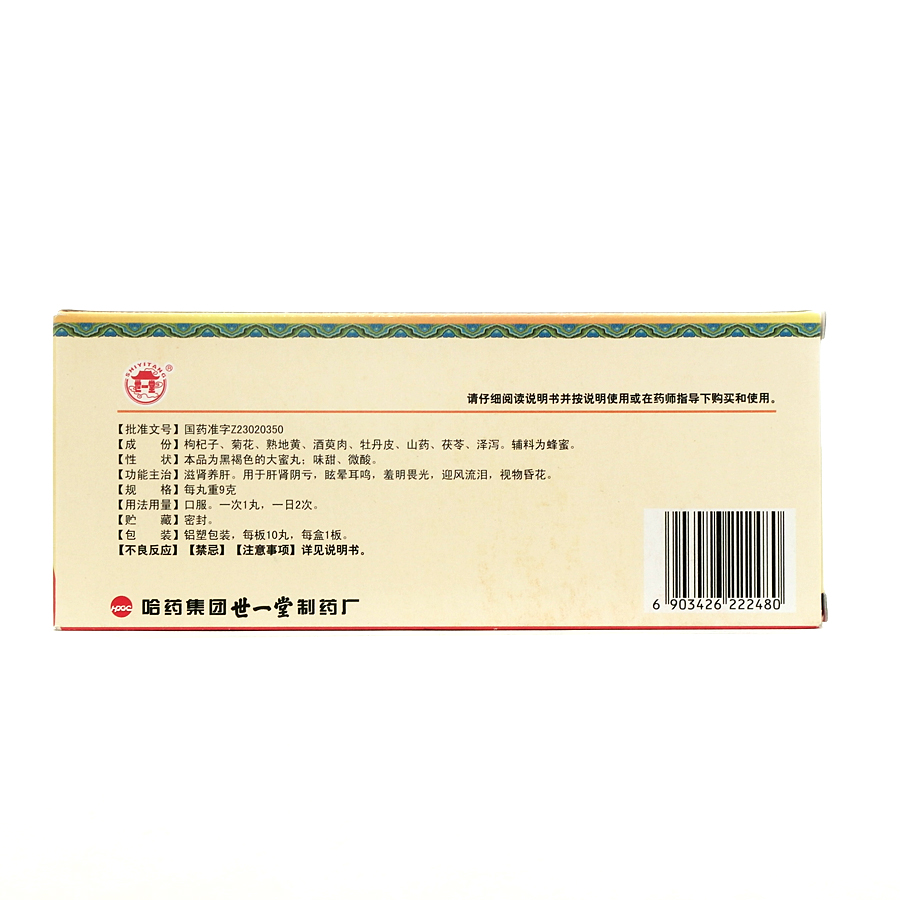 SHIYITANG®
世一堂
请仔细阅读说明书并按说明使用或在药师指导下购买和使用。
【批准文号】国药准字Z23020350
【成　　份】枸杞子、菊花、熟地黄、酒萸肉、牡丹皮、山药、茯苓、泽泻。辅料为蜂蜜。
【性　　状】本品为黑褐色的大蜜丸；味甜、微酸。
【功能主治】滋肾养肝。用于肝肾阴亏，眩晕耳鸣，羞明畏光，迎风流泪，视物昏花。
【规　　格】每丸重9克
【用法用量】口服。一次1丸，一日2次。
【贮　　藏】密封。
【包　　装】铝塑包装，每板10丸，每盒1板。
【不良反应】【禁忌】【注意事项】详见说明书。
哈药集团世一堂制药厂
6 903426 222480